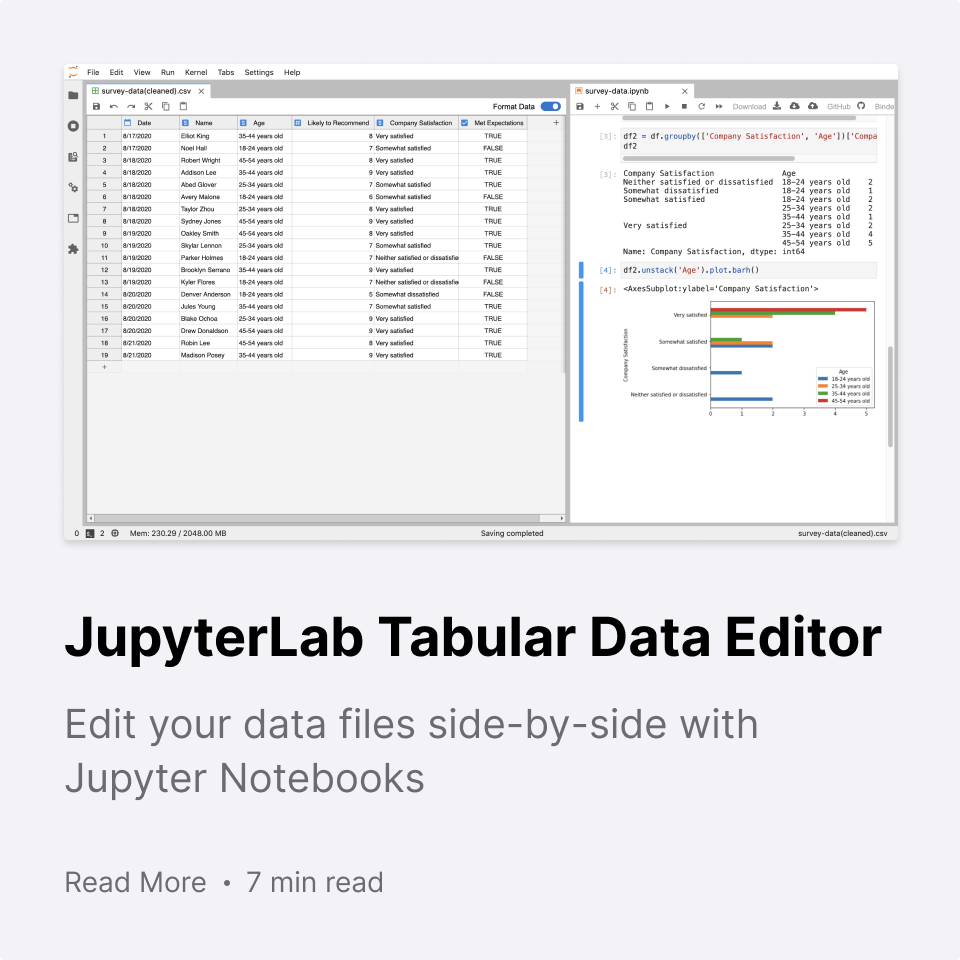 File Edit View Run Kernel Tabs Settings Help
survey-data(cleaned).csv
Format Data
Date Name Age Likely to Recommend Company Satisfaction Met Expectations
1 8/17/2020 Elliot King 35-44 years old 8 Very satisfied TRUE
2 8/17/2020 Noel Hall 18-24 years old 7 Somewhat satisfied FALSE
3 8/18/2020 Robert Wright 45-54 years old 8 Very satisfied TRUE
4 8/18/2020 Addison Lee 35-44 years old 9 Very satisfied TRUE
5 8/18/2020 Abed Glover 25-34 years old 7 Somewhat satisfied TRUE
6 8/18/2020 Avery Malone 18-24 years old 6 Somewhat satisfied FALSE
7 8/18/2020 Taylor Zhou 25-34 years old 8 Very satisfied TRUE
8 8/18/2020 Sydney Jones 45-54 years old 9 Very satisfied TRUE
9 8/19/2020 Oakley Smith 45-54 years old 8 Very satisfied TRUE
10 8/19/2020 Skylar Lennon 25-34 years old 7 Somewhat satisfied TRUE
11 8/19/2020 Parker Holmes 18-24 years old 7 Neither satisfied or dissatisfie FALSE
12 8/19/2020 Brooklyn Serrano 35-44 years old 9 Very satisfied TRUE
13 8/19/2020 Kyler Flores 18-24 years old 7 Neither satisfied or dissatisfie FALSE
14 8/20/2020 Denver Anderson 18-24 years old 5 Somewhat dissatisfied FALSE
15 8/20/2020 Jules Young 35-44 years old 7 Somewhat satisfied TRUE
16 8/20/2020 Blake Ochoa 25-34 years old 9 Very satisfied TRUE
17 8/20/2020 Drew Donaldson 45-54 years old 9 Very satisfied TRUE
18 8/21/2020 Robin Lee 45-54 years old 9 Very satisfied TRUE
19 8/21/2020 Madison Posey 35-44 years old 9 Very satisfied TRUE
survey-data.ipynb
Download GitHub Binde
[3]: df2 = df.groupby(['Company Satisfaction', 'Age'])['Compa
df2
[3]: Company Satisfaction Age
Neither satisfied or dissatisfied 18-24 years old 2
Somewhat dissatisfied 18-24 years old 1
Somewhat satisfied 18-24 years old 2
25-34 years old 2
35-44 years old 1
Very satisfied 25-34 years old 2
35-44 years old 4
45-54 years old 5
Name: Company Satisfaction, dtype: int64
[4]: df2.unstack('Age').plot.barh()
[4]: <AxesSubplot:ylabel='Company Satisfaction'>
Company Satisfaction
Very satisfied
Somewhat satisfied
Somewhat dissatisfied
Neither satisfied or dissatisfied
Age
18-24 years old
25-34 years old
35-44 years old
45-54 years old
0 1 2 3 4 5
0 2 Mem: 230.29 / 2048.00 MB Saving completed survey-data(cleaned).csv
JupyterLab Tabular Data Editor
Edit your data files side-by-side with
Jupyter Notebooks
Read More • 7 min read